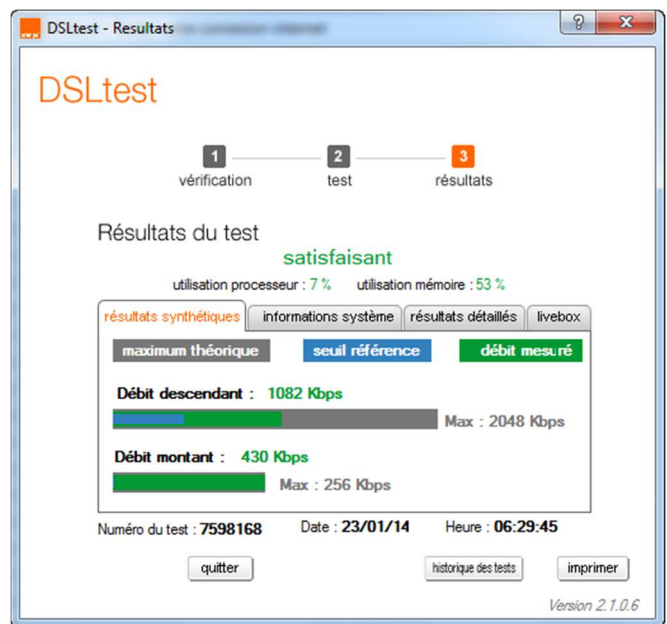 DSLtest - Resultats
DSLtest
1 2 3
vérification test résultats
Résultats du test
satisfaisant
utilisation processeur : 7 % utilisation mémoire : 53 %
résultats synthétiques informations système résultats détaillés livebox
maximum théorique seuil référence débit mesuré
Débit descendant : 1082 Kbps
Max : 2048 Kbps
Débit montant : 430 Kbps
Max : 256 Kbps
Numéro du test : 7598168 Date : 23/01/14 Heure : 06:29:45
quitter historique des tests imprimer
Version 2.1.0.6